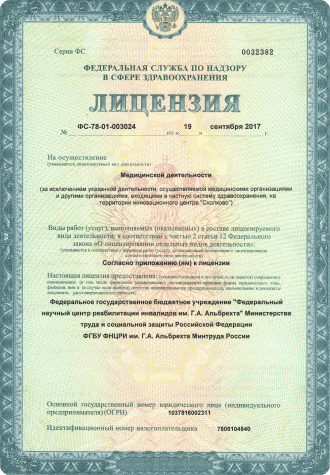 Серия ФС 0032382
ФЕДЕРАЛЬНАЯ СЛУЖБА ПО НАДЗОРУ
В СФЕРЕ ЗДРАВООХРАНЕНИЯ
ЛИЦЕНЗИЯ
№ ФС-78-01-003024 от « 19 » сентября 2017
На осуществление
(указывается лицензируемый вид деятельности)
Медицинской деятельности
(за исключением указанной деятельности, осуществляемой медицинскими организациями
и другими организациями, входящими в частную систему здравоохранения, на
территории инновационного центра "Сколково")
Виды работ (услуг), выполняемых (оказываемых) в составе лицензируемого
вида деятельности, в соответствии с частью 2 статьи 12 Федерального
закона «О лицензировании отдельных видов деятельности»:
Согласно приложению (ям) к лицензии
Настоящая лицензия предоставлена
Федеральное государственное бюджетное учреждение "Федеральный
научный центр реабилитации инвалидов им. Г.А. Альбрехта" Министерства
труда и социальной защиты Российской Федерации
ФГБУ ФНЦРИ им. Г.А. Альбрехта Минтруда России
Основной государственный номер юридического лица (индивидуального
предпринимателя) (ОГРН) 1037816002311
Идентификационный номер налогоплательщика 7806104840